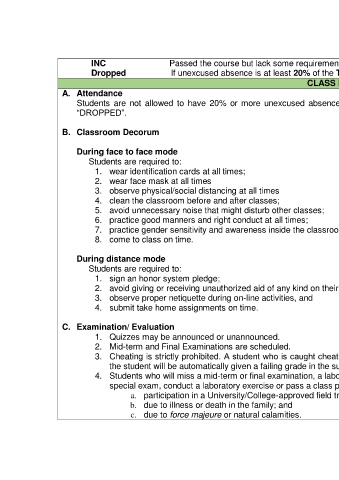 INC Passed the course but lack some requiremen
Dropped If unexcused absence is at least 20% of the T
CLASS
A. Attendance
Students are not allowed to have 20% or more unexcused absence
“DROPPED”.
B. Classroom Decorum
During face to face mode
Students are required to:
1. wear identification cards at all times;
2. wear face mask at all times
3. observe physical/social distancing at all times
4. clean the classroom before and after classes;
5. avoid unnecessary noise that might disturb other classes;
6. practice good manners and right conduct at all times;
7. practice gender sensitivity and awareness inside the classroo
8. come to class on time.
During distance mode
Students are required to:
1. sign an honor system pledge;
2. avoid giving or receiving unauthorized aid of any kind on their
3. observe proper netiquette during on-line activities, and
4. submit take home assignments on time.
C. Examination/ Evaluation
1. Quizzes may be announced or unannounced.
2. Mid-term and Final Examinations are scheduled.
3. Cheating is strictly prohibited. A student who is caught cheat
the student will be automatically given a failing grade in the su
4. Students who will miss a mid-term or final examination, a labo
special exam, conduct a laboratory exercise or pass a class p
a. participation in a University/College-approved field tr
b. due to illness or death in the family; and
c. due to force majeure or natural calamities.